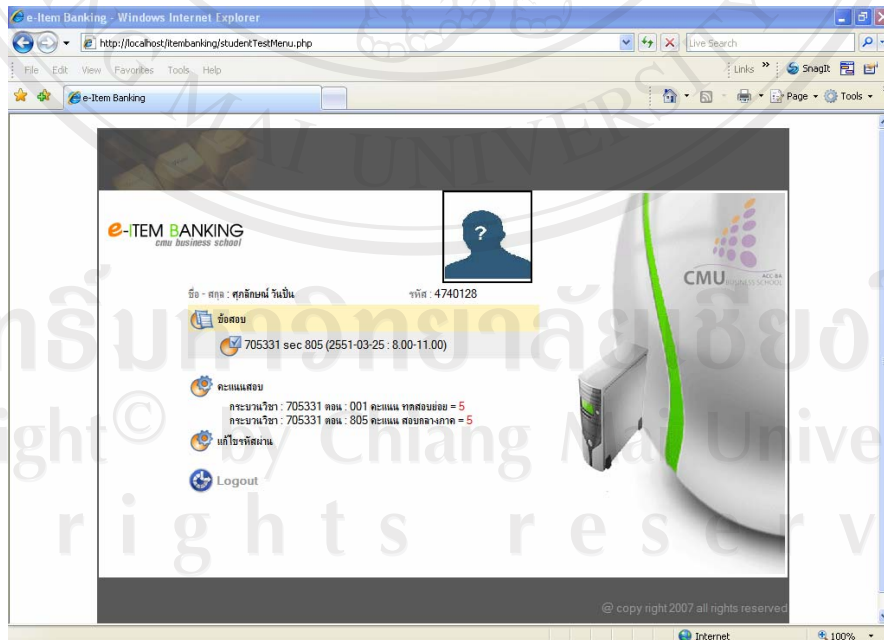 e-Item Banking - Windows Internet Explorer
http://localhost/itembanking/studentTestMenu.php
Live Search
File Edit View Favorites Tools Help
Links » SnagIt
e-Item Banking
Page Tools
e-ITEM BANKING
cmu business school
?
CMU ACC-BA
BUSINESS SCHOOL
ชื่อ - สกุล : ศุภลักษณ์ วันปั๋น รหัส : 4740128
ข้อสอบ
705331 sec 805 (2551-03-25 : 8.00-11.00)
คะแนนสอบ
กระบวนวิชา : 705331 ตอน : 001 คะแนน ทดสอบย่อย = 5
กระบวนวิชา : 705331 ตอน : 805 คะแนน สอบกลางภาค = 5
แก้ไขรหัสผ่าน
Logout
@ copy right 2007 all rights reserved
Internet 100%
MAI UNIVERSITY
ลิขสิทธิ์มหาวิทยาลัยเชียงใหม่
right © by Chiang Mai Unive
rights reserv